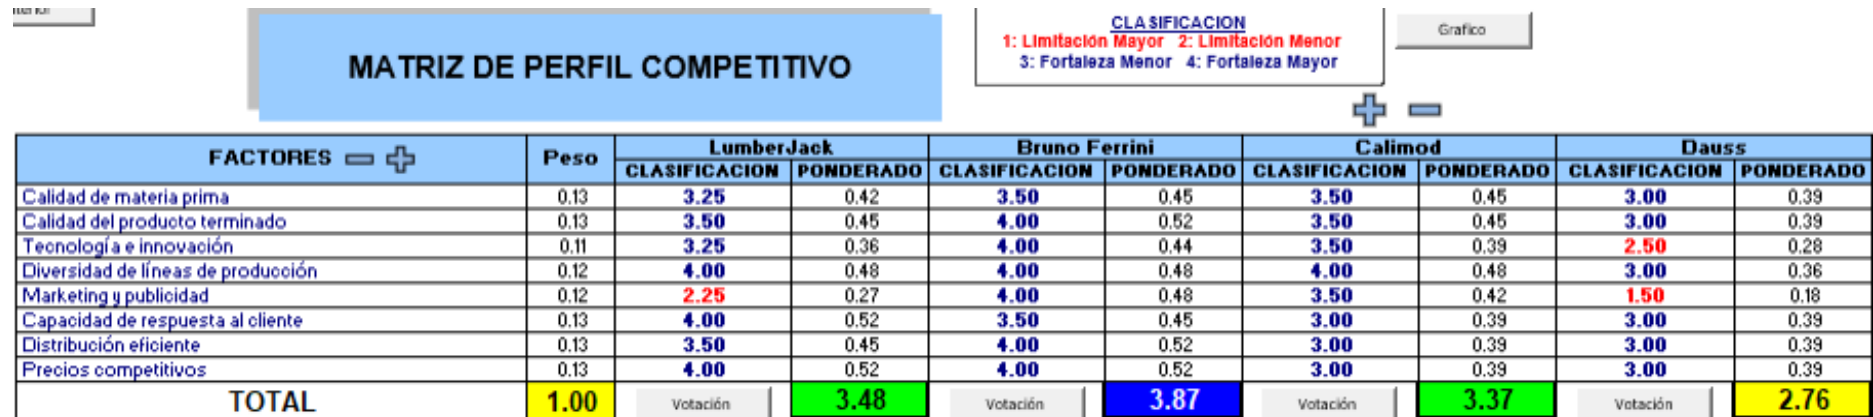 CLASIFICACION
1: Limitación Mayor 2: Limitación Menor
3: Fortaleza Menor 4: Fortaleza Mayor
Grafico
MATRIZ DE PERFIL COMPETITIVO
FACTORES Peso LumberJack Bruno Ferrini Calimod Dauss
CLASIFICACION PONDERADO CLASIFICACION PONDERADO CLASIFICACION PONDERADO CLASIFICACION PONDERADO
Calidad de materia prima 0.13 3.25 0.42 3.50 0.45 3.50 0.45 3.00 0.39
Calidad del producto terminado 0.13 3.50 0.45 4.00 0.52 3.50 0.45 3.00 0.39
Tecnología e innovación 0.11 3.25 0.36 4.00 0.44 3.50 0.39 2.50 0.28
Diversidad de líneas de producción 0.12 4.00 0.48 4.00 0.48 4.00 0.48 3.00 0.36
Marketing y publicidad 0.12 2.25 0.27 4.00 0.48 3.50 0.42 1.50 0.18
Capacidad de respuesta al cliente 0.13 4.00 0.52 3.50 0.45 3.00 0.39 3.00 0.39
Distribución eficiente 0.13 3.50 0.45 4.00 0.52 3.00 0.39 3.00 0.39
Precios competitivos 0.13 4.00 0.52 4.00 0.52 3.00 0.39 3.00 0.39
TOTAL 1.00 Votación 3.48 Votación 3.87 Votación 3.37 Votación 2.76